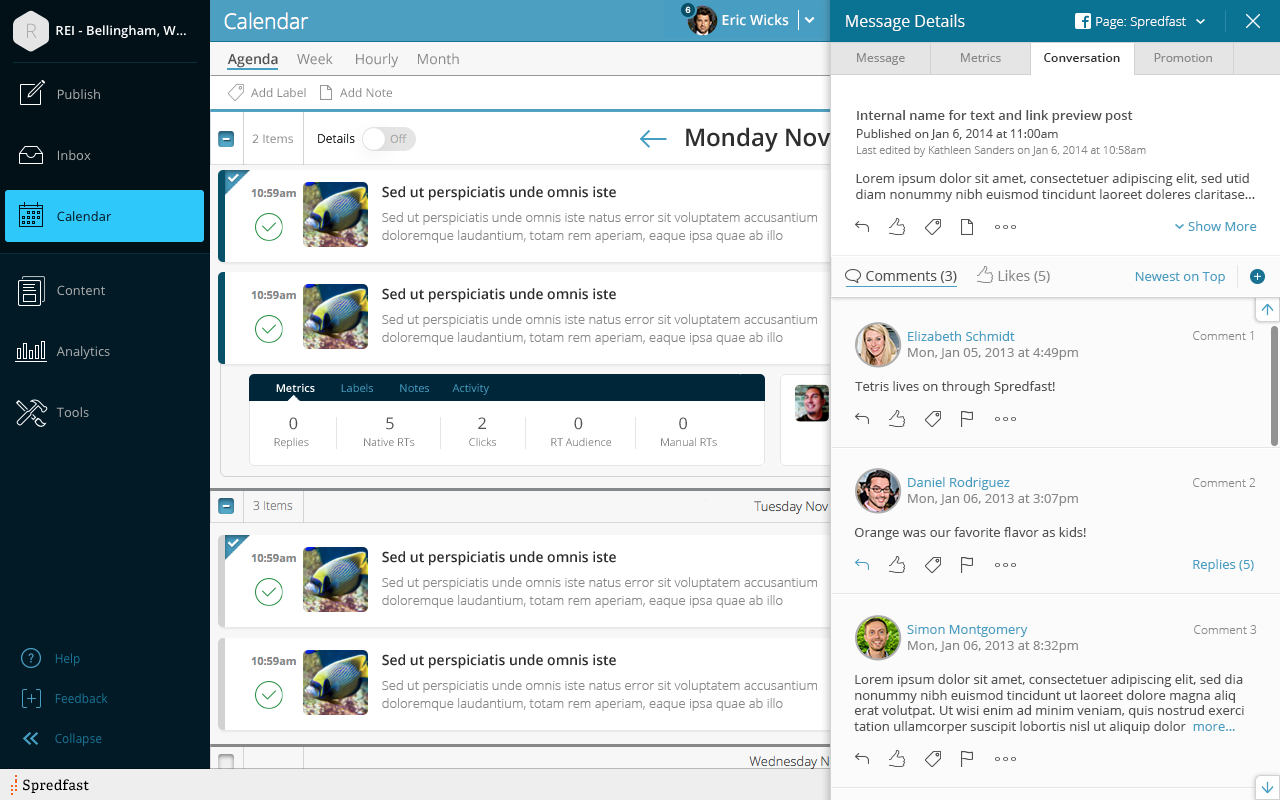 R
REI - Bellingham, W...
Publish
Inbox
Calendar
Content
Analytics
Tools
Help
Feedback
Collapse
Spredfast
Calendar
6
Eric Wicks
Agenda
Week
Hourly
Month
Add Label
Add Note
2 Items
Details
Off
Monday Nov
10:59am
Sed ut perspiciatis unde omnis iste
Sed ut perspiciatis unde omnis iste natus error sit voluptatem accusantium
doloremque laudantium, totam rem aperiam, eaque ipsa quae ab illo
10:59am
Sed ut perspiciatis unde omnis iste
Sed ut perspiciatis unde omnis iste natus error sit voluptatem accusantium
doloremque laudantium, totam rem aperiam, eaque ipsa quae ab illo
Metrics
Labels
Notes
Activity
0
Replies
5
Native RTs
2
Clicks
0
RT Audience
0
Manual RTs
3 Items
Tuesday Nov
10:59am
Sed ut perspiciatis unde omnis iste
Sed ut perspiciatis unde omnis iste natus error sit voluptatem accusantium
doloremque laudantium, totam rem aperiam, eaque ipsa quae ab illo
10:59am
Sed ut perspiciatis unde omnis iste
Sed ut perspiciatis unde omnis iste natus error sit voluptatem accusantium
doloremque laudantium, totam rem aperiam, eaque ipsa quae ab illo
Wednesday N
Message Details
Page: Spredfast
Message
Metrics
Conversation
Promotion
Internal name for text and link preview post
Published on Jan 6, 2014 at 11:00am
Last edited by Kathleen Sanders on Jan 6, 2014 at 10:58am
Lorem ipsum dolor sit amet, consectetuer adipiscing elit, sed utid
diam nonummy nibh euismod tincidunt laoreet doleres claritase...
Show More
Comments (3)
Likes (5)
Newest on Top
Elizabeth Schmidt
Comment 1
Mon, Jan 05, 2013 at 4:49pm
Tetris lives on through Spredfast!
Daniel Rodriguez
Comment 2
Mon, Jan 06, 2013 at 3:07pm
Orange was our favorite flavor as kids!
Replies (5)
Simon Montgomery
Comment 3
Mon, Jan 06, 2013 at 8:32pm
Lorem ipsum dolor sit amet, consectetuer adipiscing elit, sed dia
nonummy nibh euismod tincidunt ut laoreet dolore magna aliq
erat volutpat. Ut wisi enim ad minim veniam, quis nostrud exerci
tation ullamcorper suscipit lobortis nisl ut aliquip dolor more...